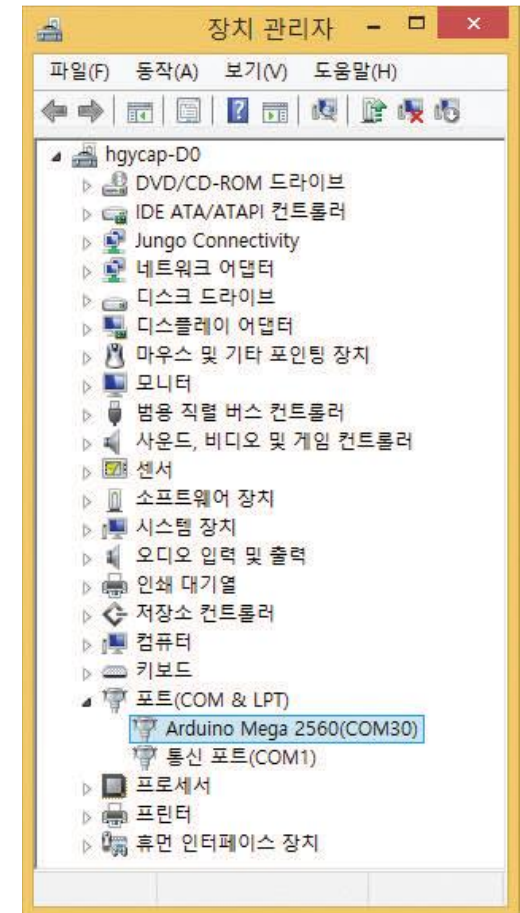 장치 관리자
파일(F) 동작(A) 보기(V) 도움말(H)
hgycap-D0
DVD/CD-ROM 드라이브
IDE ATA/ATAPI 컨트롤러
Jungo Connectivity
네트워크 어댑터
디스크 드라이브
디스플레이 어댑터
마우스 및 기타 포인팅 장치
모니터
범용 직렬 버스 컨트롤러
사운드, 비디오 및 게임 컨트롤러
센서
소프트웨어 장치
시스템 장치
오디오 입력 및 출력
인쇄 대기열
저장소 컨트롤러
컴퓨터
키보드
포트(COM & LPT)
Arduino Mega 2560(COM30)
통신 포트(COM1)
프로세서
프린터
휴먼 인터페이스 장치